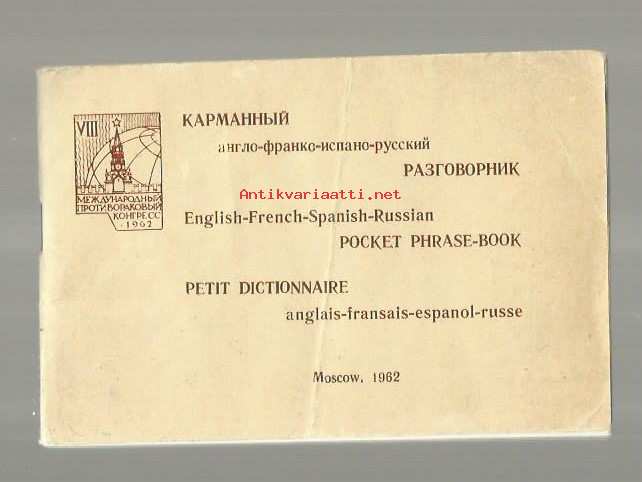 VIII
МЕЖДУНАРОДНЫЙ
ПРОТИВОРАКОВЫЙ
КОНГРЕСС
1962
КАРМАННЫЙ
англо-франко-испано-русский
РАЗГОВОРНИК
Antikvariaatti.net
English-French-Spanish-Russian
POCKET PHRASE-BOOK
PETIT DICTIONNAIRE
anglais-fransais-espanol-russe
Moscow, 1962